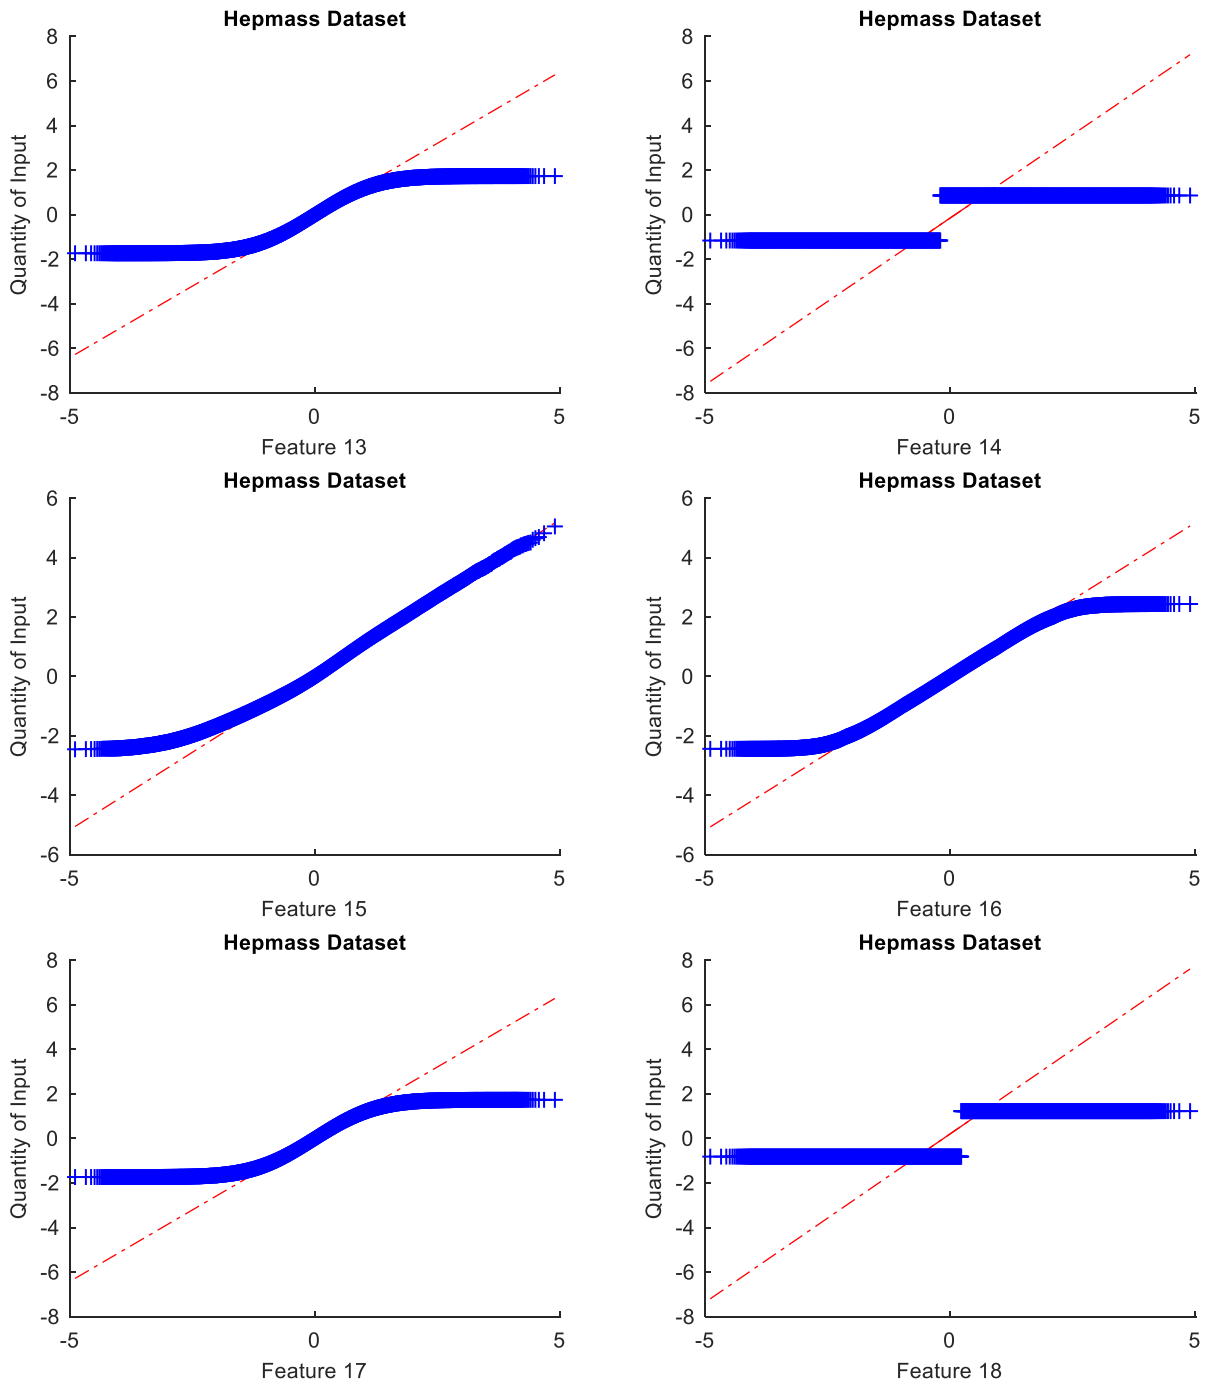 Hepmass Dataset
8
6
4
2
0
-2
-4
-6
-8
Quantity of Input
-5 0 5
Feature 13
Hepmass Dataset
8
6
4
2
0
-2
-4
-6
-8
Quantity of Input
-5 0 5
Feature 14
Hepmass Dataset
6
4
2
0
-2
-4
-6
Quantity of Input
-5 0 5
Feature 15
Hepmass Dataset
6
4
2
0
-2
-4
-6
Quantity of Input
-5 0 5
Feature 16
Hepmass Dataset
8
6
4
2
0
-2
-4
-6
-8
Quantity of Input
-5 0 5
Feature 17
Hepmass Dataset
8
6
4
2
0
-2
-4
-6
-8
Quantity of Input
-5 0 5
Feature 18